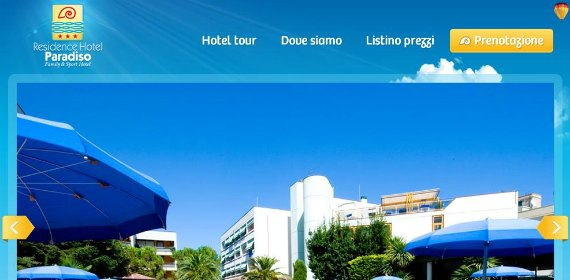 Hotel tour
Dove siamo
Listino prezzi
Prenotazione
Residence Hotel
Paradiso
Family & Sport Hotel